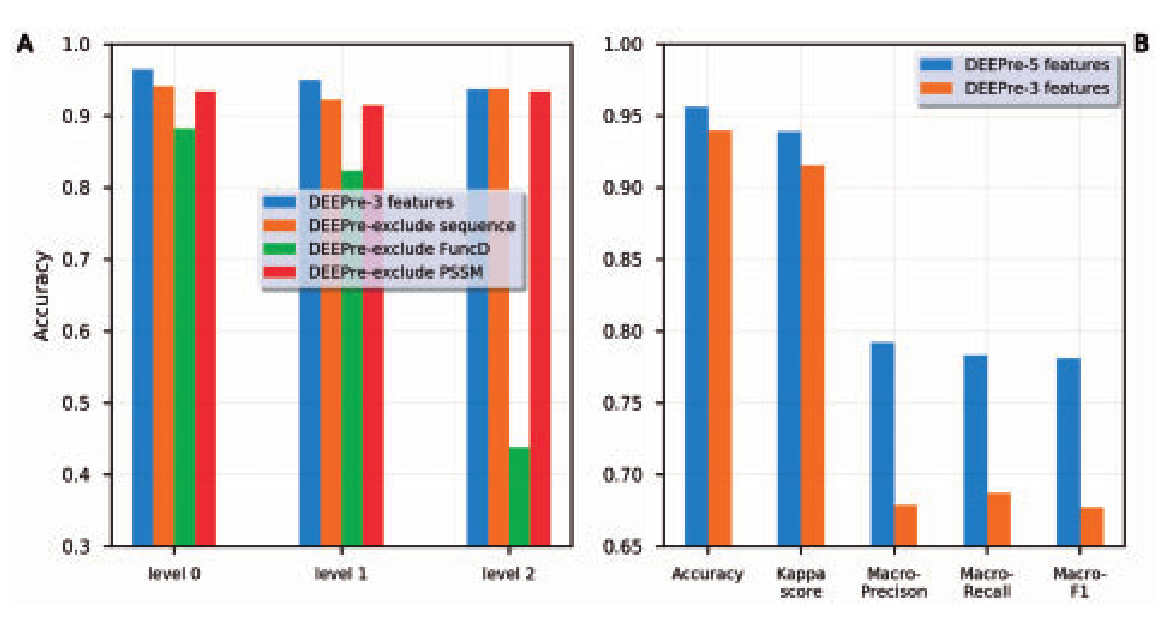 A
1.0
0.9
0.8
0.7
0.6
0.5
0.4
0.3
Accuracy
DEEPre-3 features
DEEPre-exclude sequence
DEEPre-exclude FuncD
DEEPre-exclude PSSM
level 0
level 1
level 2
B
1.00
0.95
0.90
0.85
0.80
0.75
0.70
0.65
DEEPre-5 features
DEEPre-3 features
Accuracy
Kappa
score
Macro-
Precison
Macro-
Recall
Macro-
F1